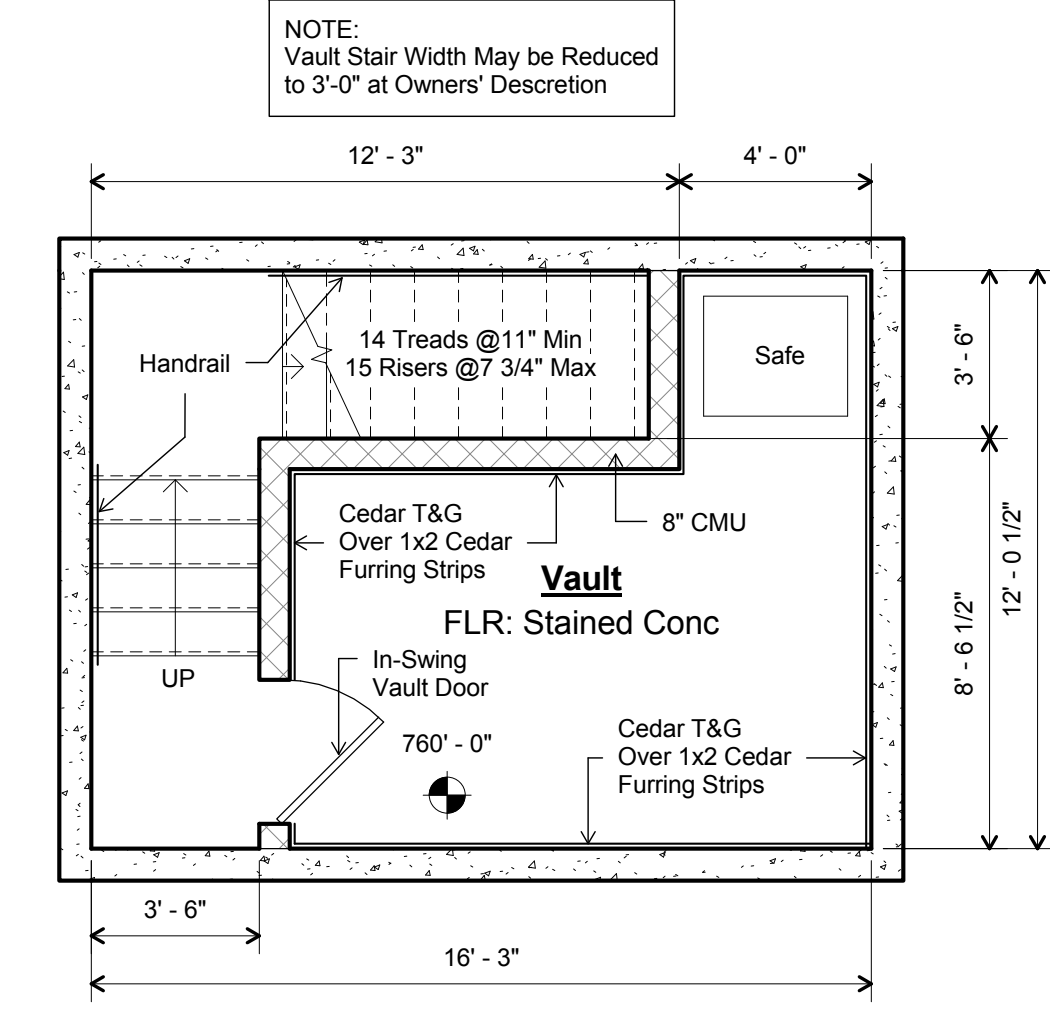 NOTE:
Vault Stair Width May be Reduced
to 3'-0" at Owners' Descretion
12' - 3"
4' - 0"
14 Treads @11" Min
15 Risers @7 3/4" Max
Handrail
Safe
3' - 6"
12' - 0 1/2"
8' - 6 1/2"
Cedar T&G
Over 1x2 Cedar
Furring Strips
8" CMU
Vault
FLR: Stained Conc
UP
In-Swing
Vault Door
760' - 0"
Cedar T&G
Over 1x2 Cedar
Furring Strips
3' - 6"
16' - 3"